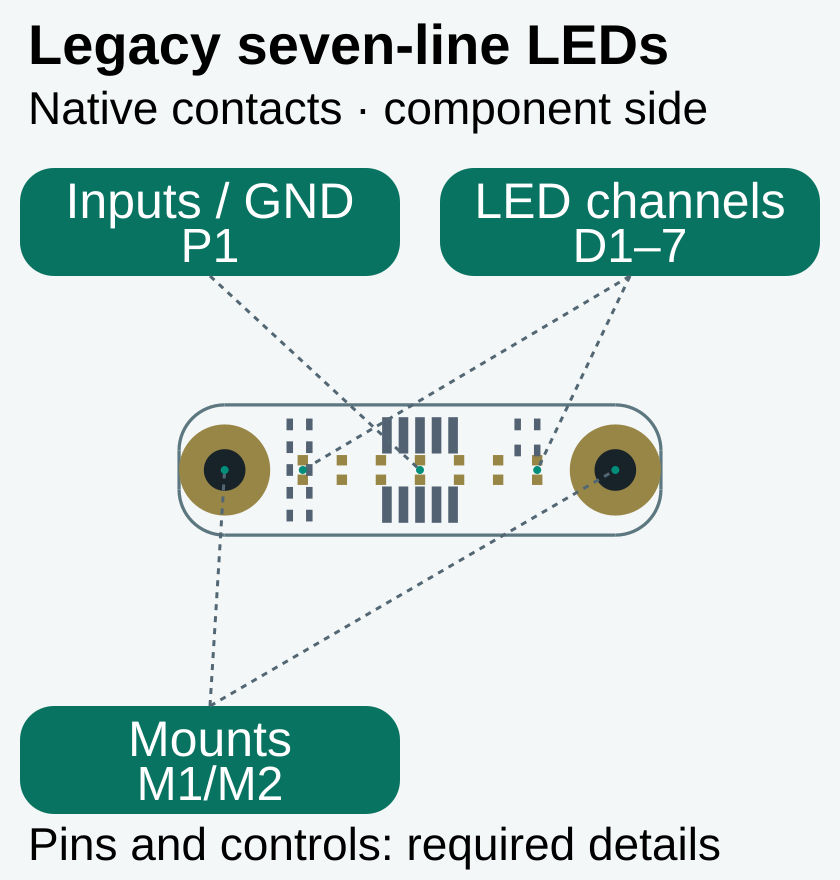 Legacy seven-line LEDs
Native contacts · component side
Inputs / GND
P1
LED channels
D1–7
Mounts
M1/M2
Pins and controls: required details